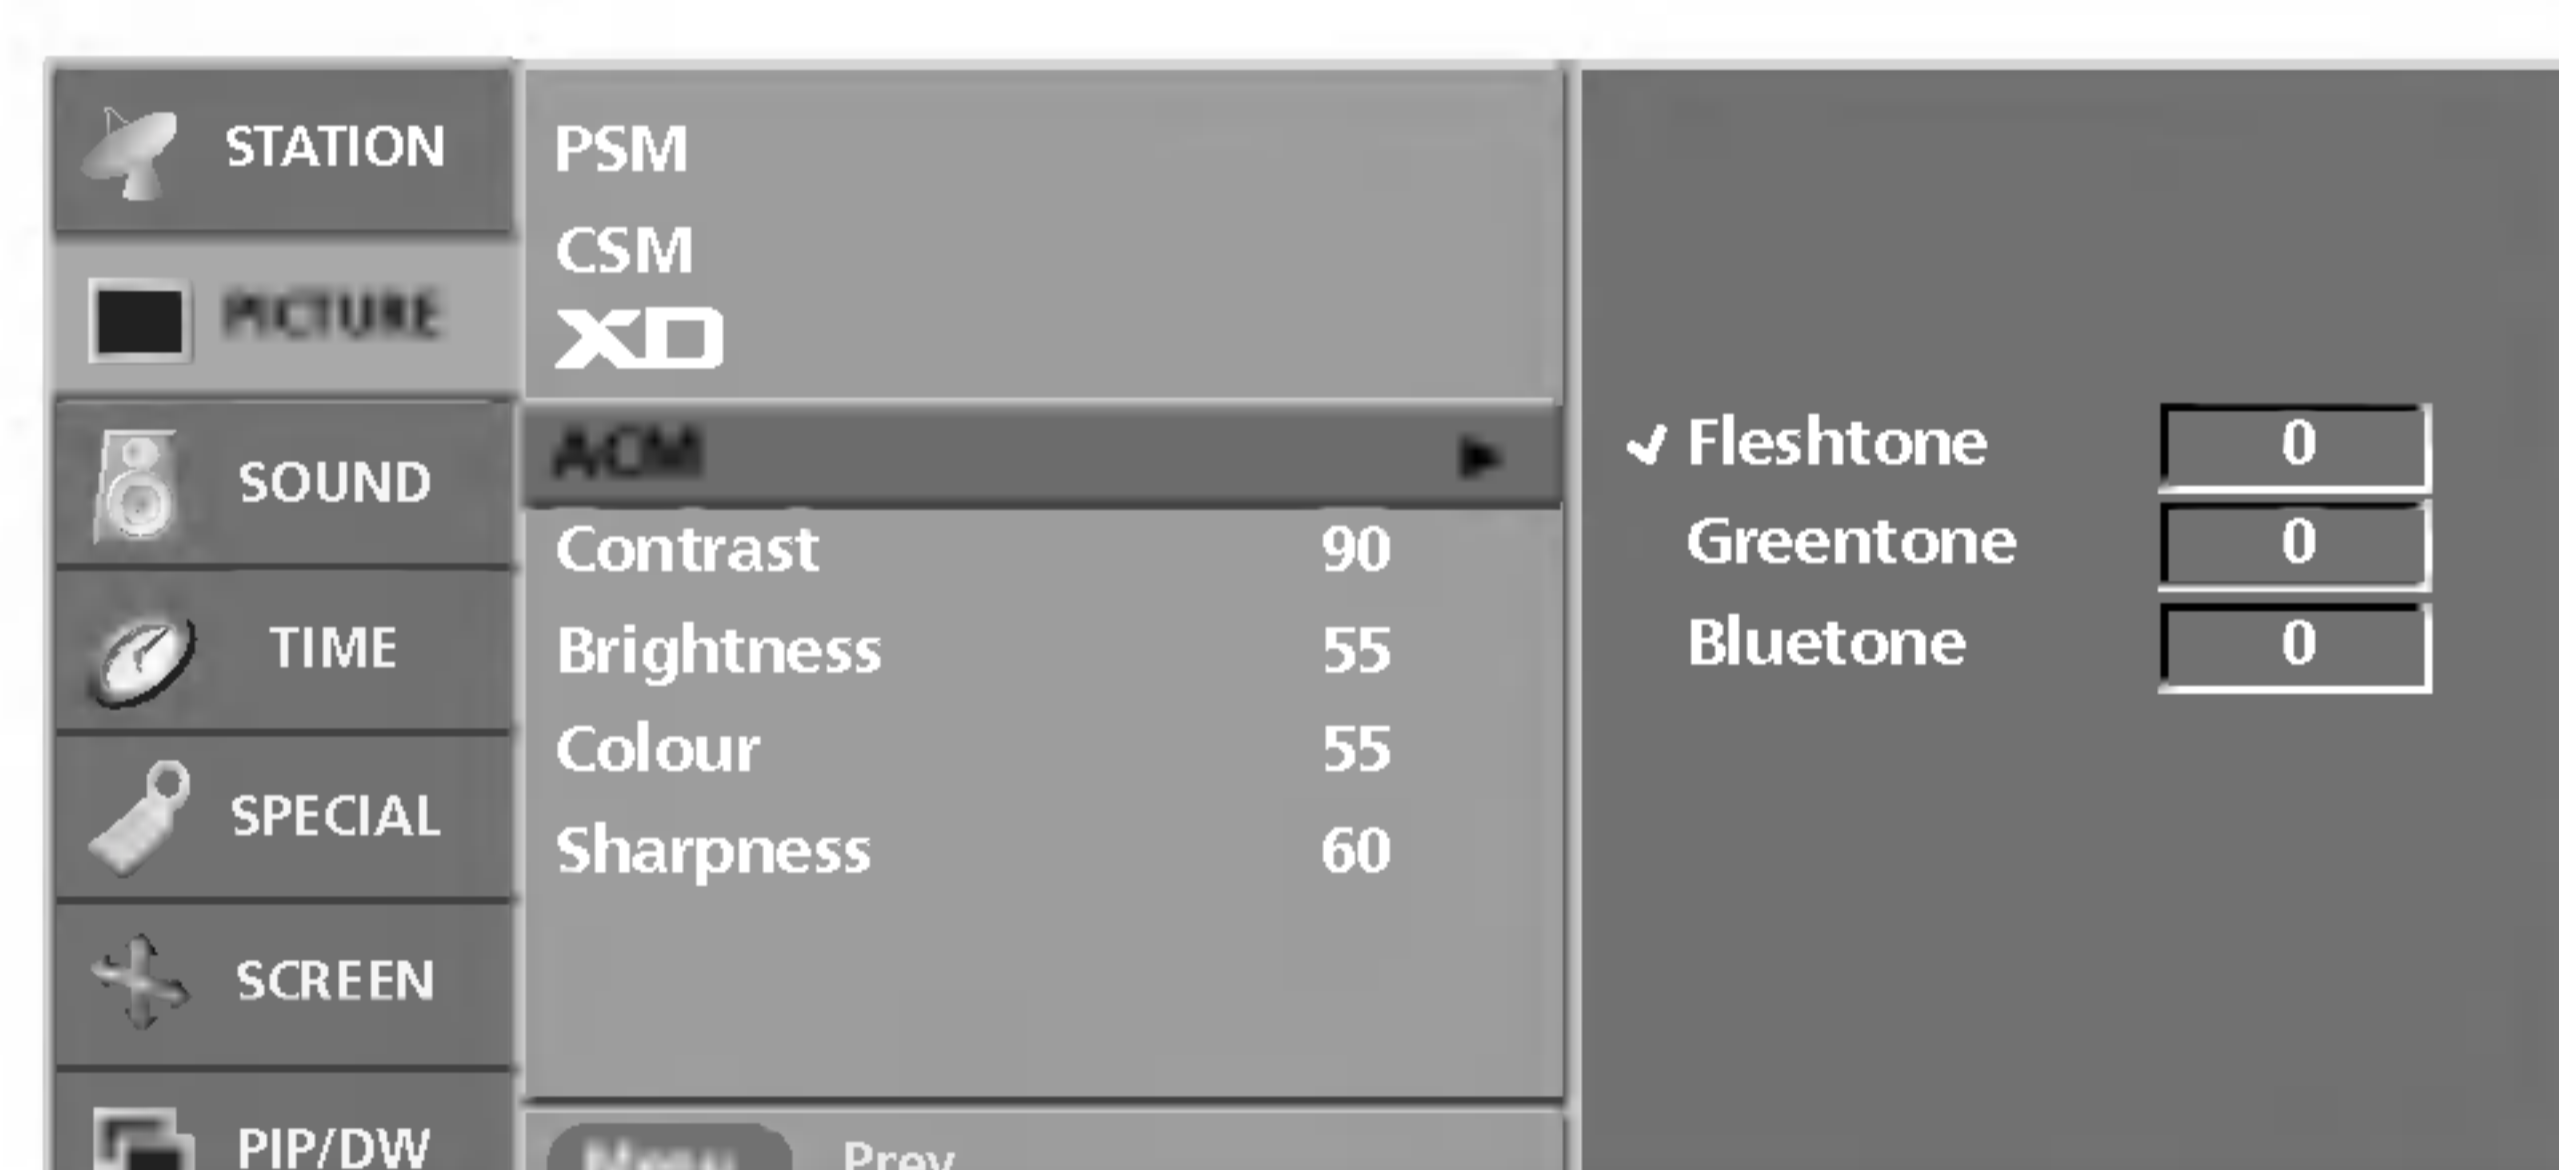 STATION
PICTURE
SOUND
TIME
SPECIAL
SCREEN
PIP/DW
PSM
CSM
XD
ACM
Contrast 90
Brightness 55
Colour 55
Sharpness 60
Menu Prev
Fleshtone 0
Greentone 0
Bluetone 0